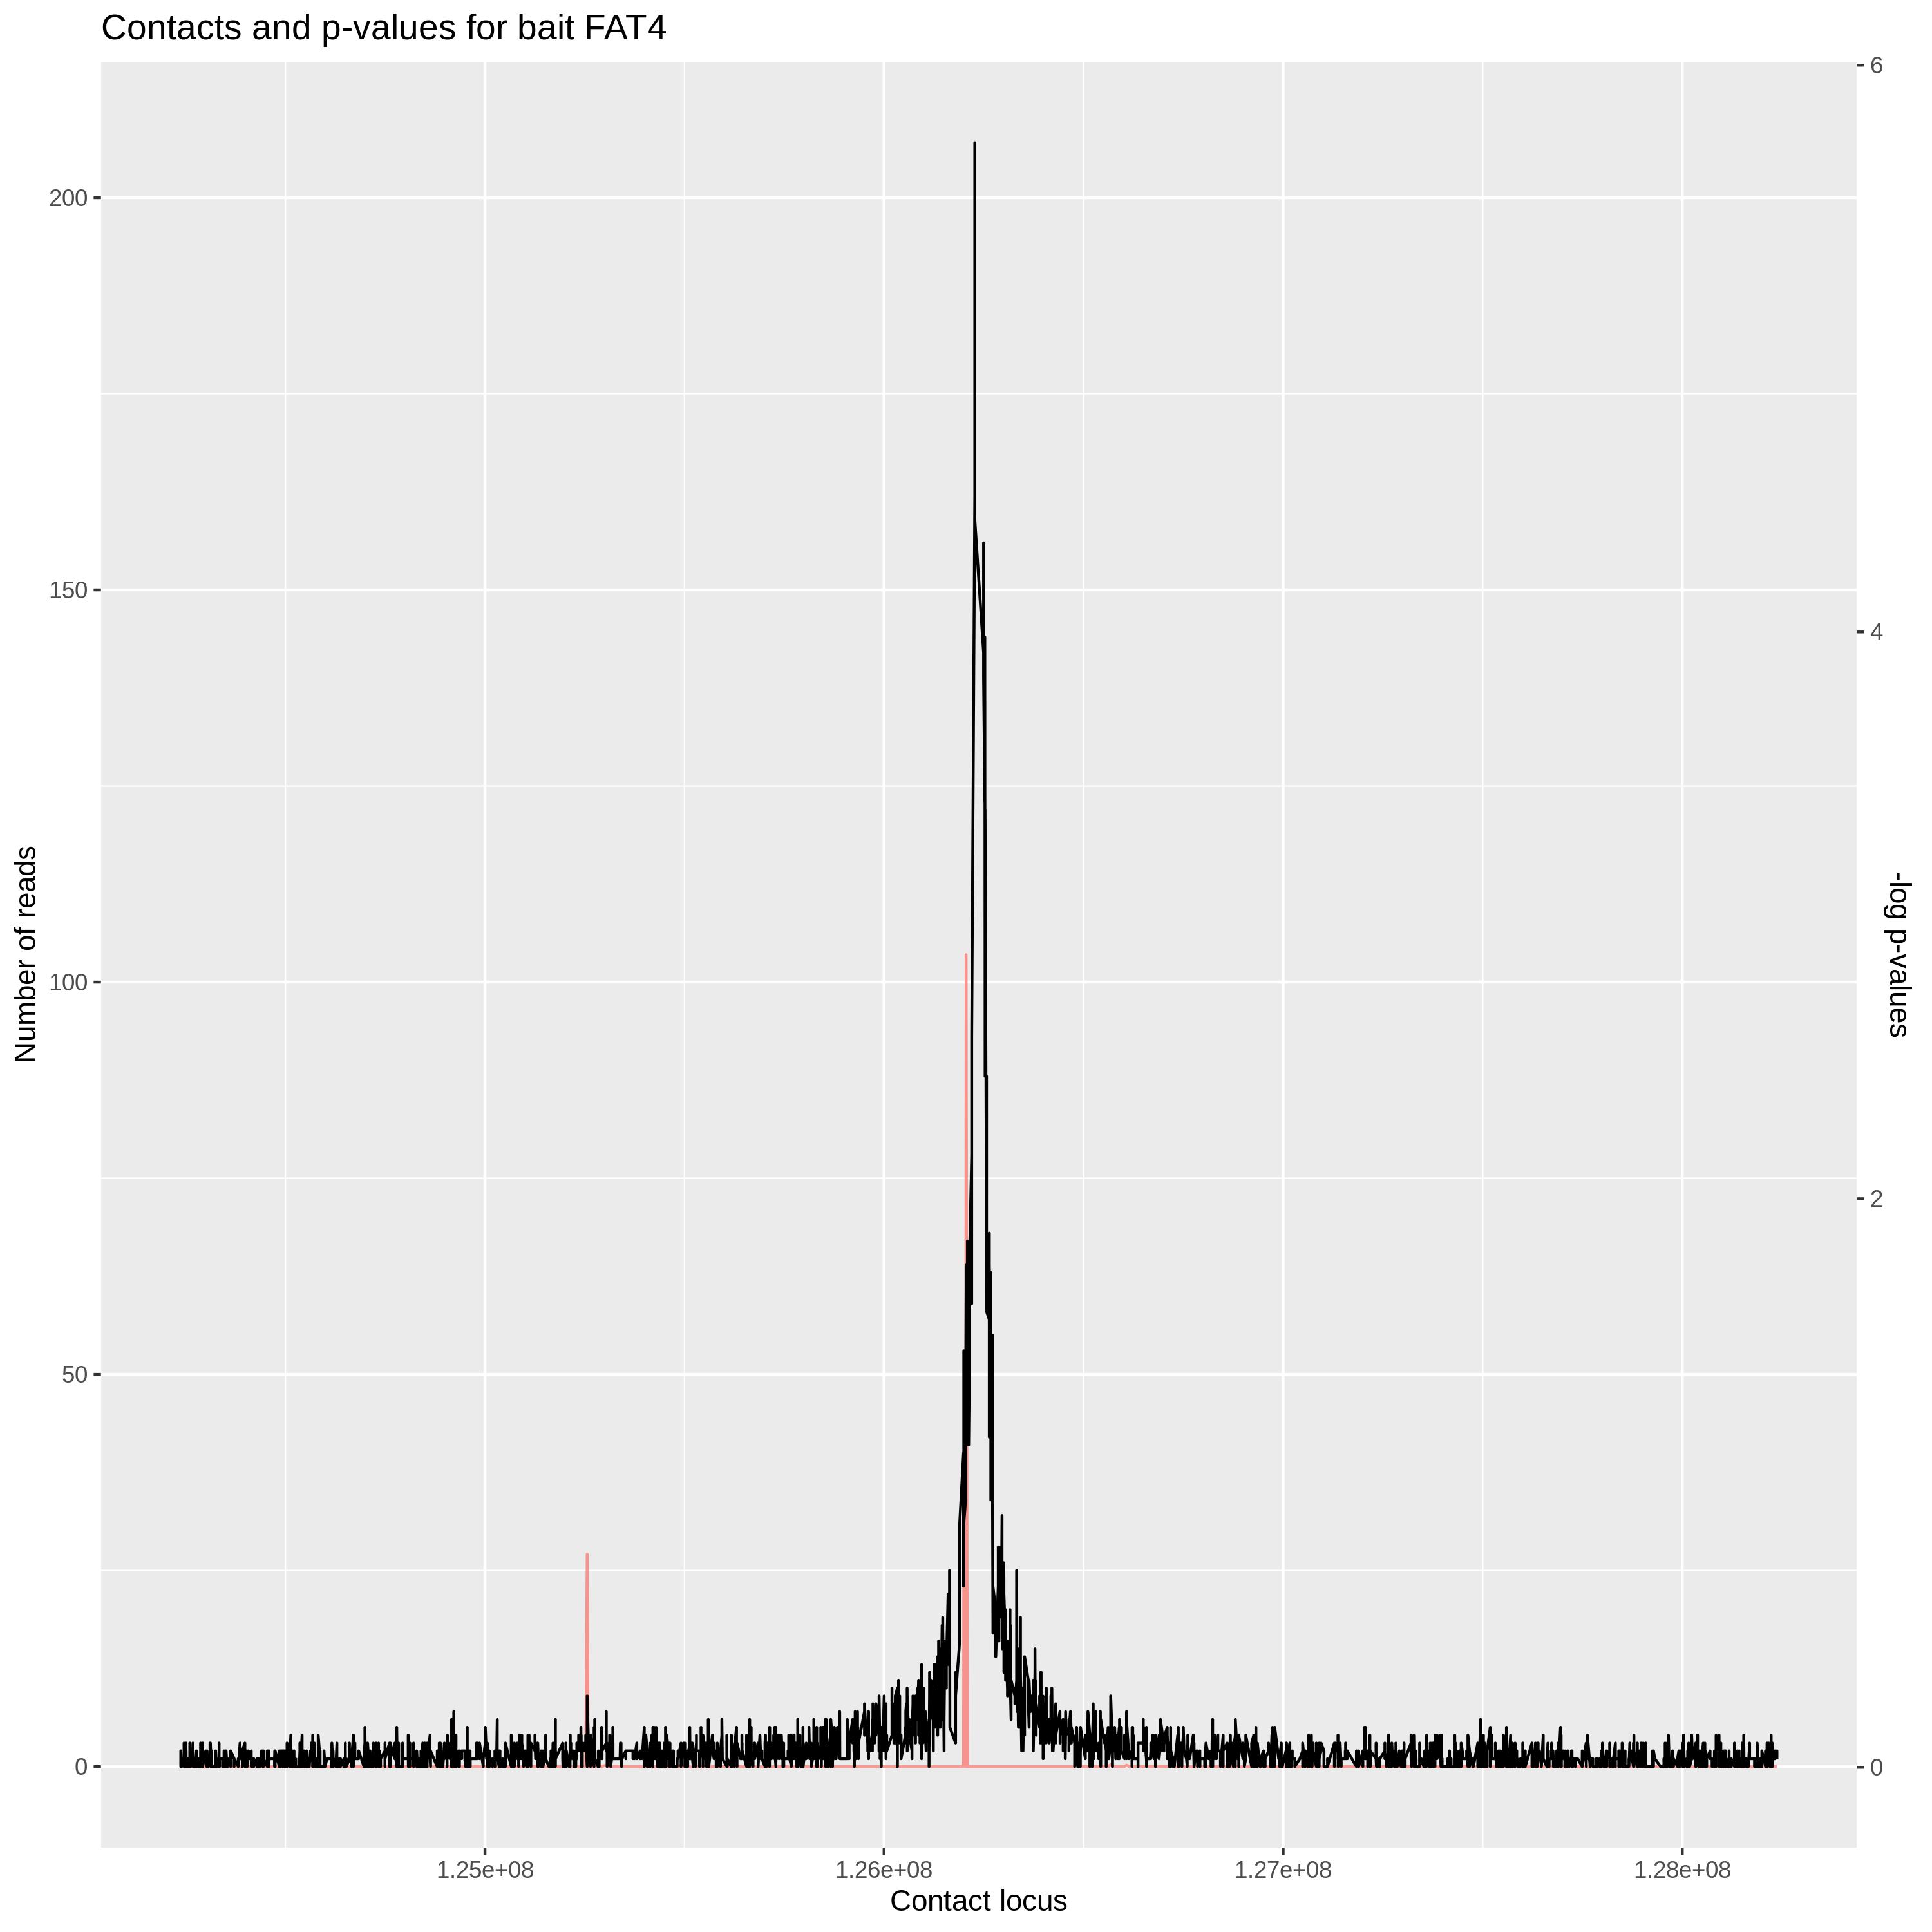 Contacts and p-values for bait FAT4
6
200
150
4
Number of reads
-log p-values
100
2
50
0
0
1.25e+08
1.26e+08
1.27e+08
1.28e+08
Contact locus